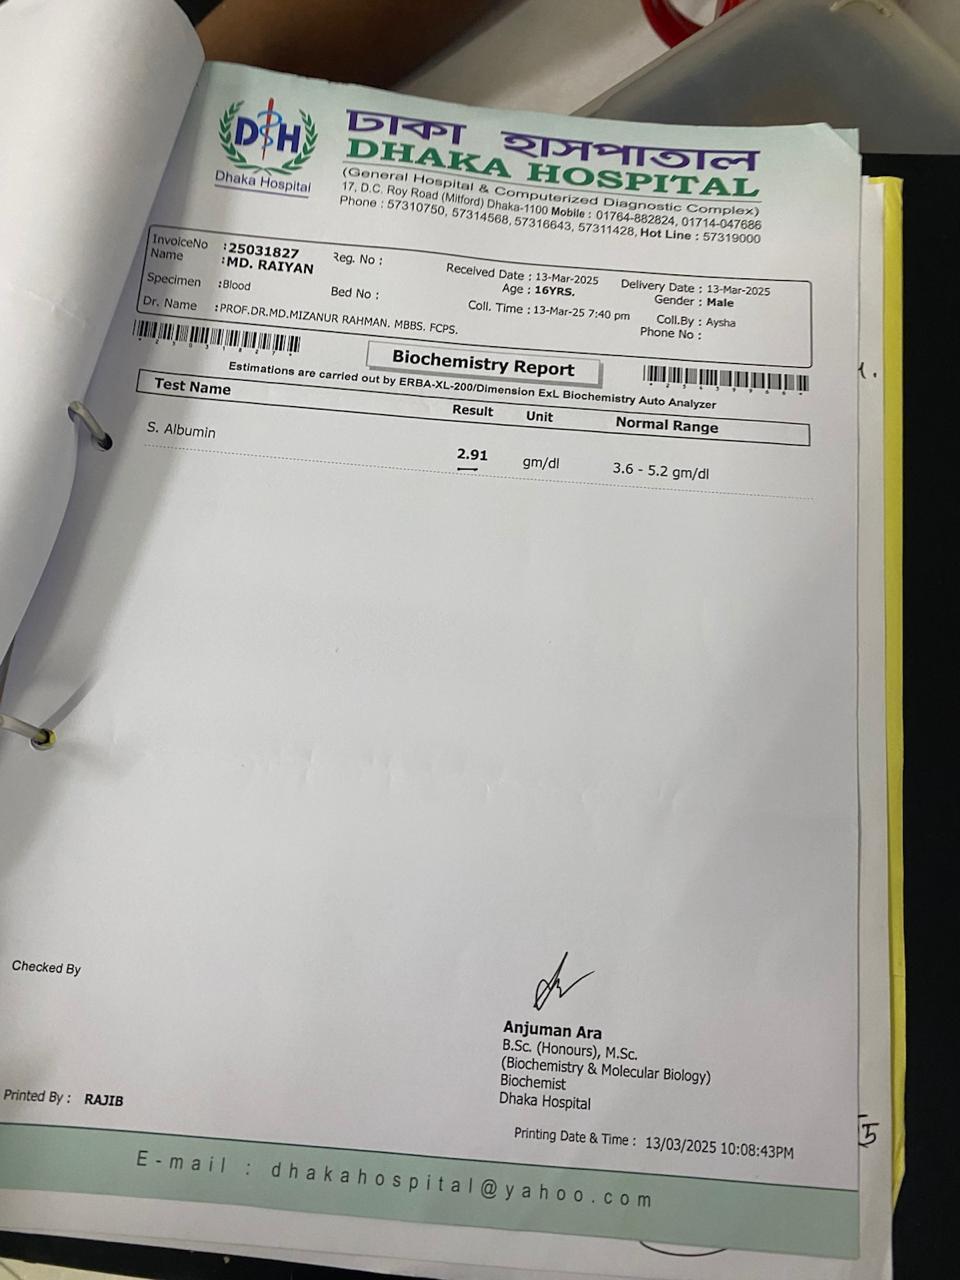 DH
Dhaka Hospital
ঢাকা হাসপাতাল
DHAKA HOSPITAL
(General Hospital & Computerized Diagnostic Complex)
17, D.C. Roy Road (Mitford) Dhaka-1100 Mobile : 01764-882824, 01714-047686
Phone : 57310750, 57314568, 57316643, 57311428, Hot Line : 57319000
InvoiceNo :25031827 Reg. No : Received Date : 13-Mar-2025 Delivery Date : 13-Mar-2025
Name :MD. RAIYAN Age : 16YRS. Gender : Male
Specimen :Blood Bed No : Coll. Time : 13-Mar-25 7:40 pm Coll.By : Aysha
Dr. Name :PROF.DR.MD.MIZANUR RAHMAN. MBBS. FCPS. Phone No :
Biochemistry Report
Estimations are carried out by ERBA-XL-200/Dimension ExL Biochemistry Auto Analyzer
Test Name Result Unit Normal Range
S. Albumin 2.91 gm/dl 3.6 - 5.2 gm/dl
Checked By
Anjuman Ara
B.Sc. (Honours), M.Sc.
(Biochemistry & Molecular Biology)
Biochemist
Dhaka Hospital
Printed By : RAJIB
Printing Date & Time : 13/03/2025 10:08:43PM
E-mail : dhakahospital@yahoo.com